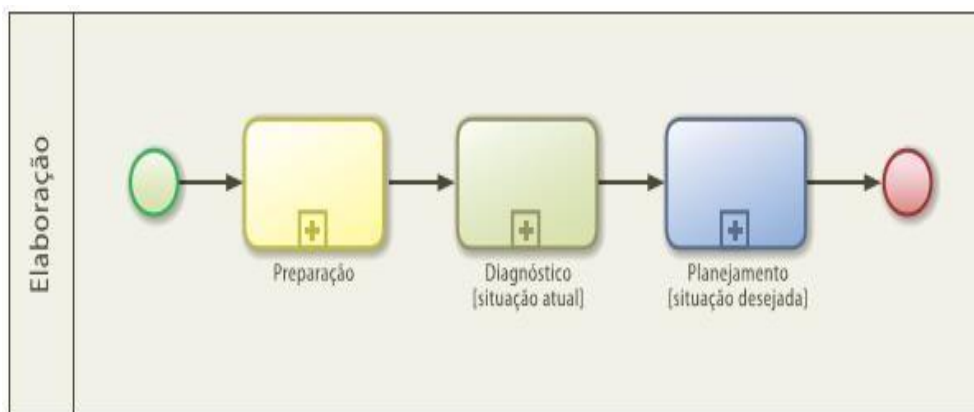 Elaboração
Preparação
Diagnóstico
[situação atual]
Planejamento
[situação desejada]